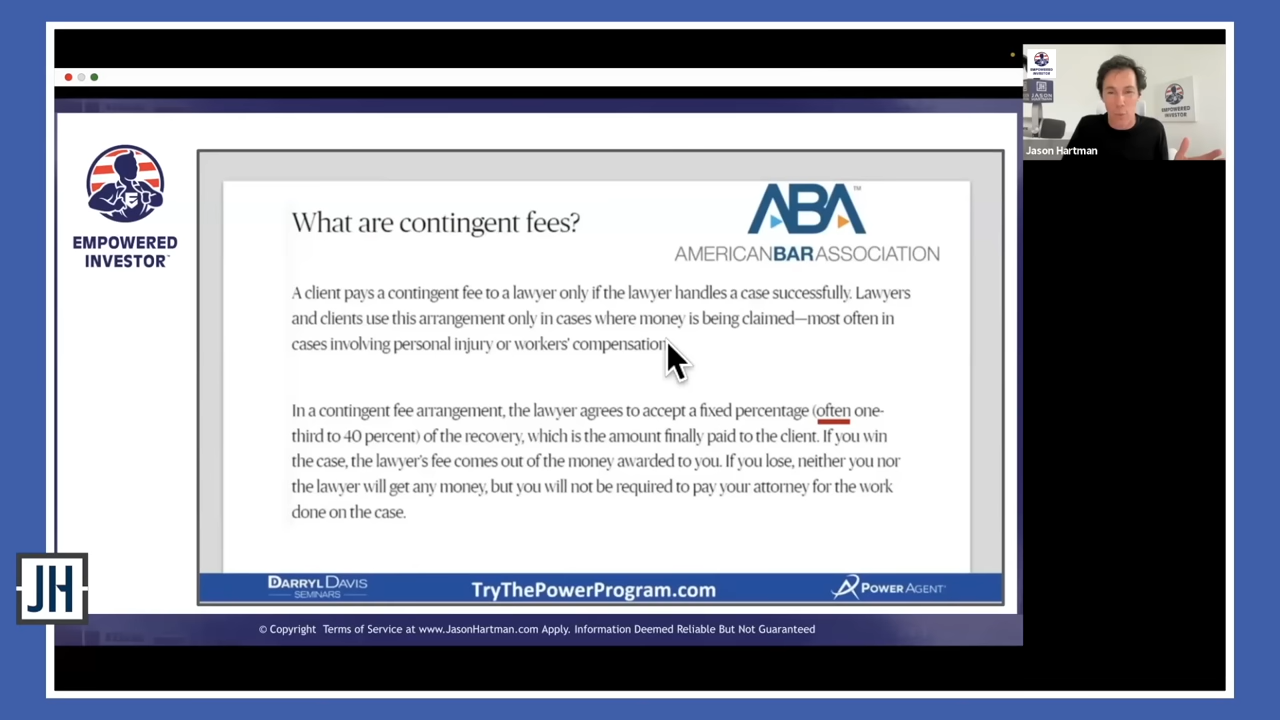 EMPOWERED
INVESTOR
JASON
HARTMAN
EMPOWERED
INVESTOR
Jason Hartman
EMPOWERED
INVESTOR™
ABA™
AMERICANBARASSOCIATION
What are contingent fees?
A client pays a contingent fee to a lawyer only if the lawyer handles a case successfully. Lawyers
and clients use this arrangement only in cases where money is being claimed—most often in
cases involving personal injury or workers' compensation
In a contingent fee arrangement, the lawyer agrees to accept a fixed percentage (often one-
third to 40 percent) of the recovery, which is the amount finally paid to the client. If you win
the case, the lawyer's fee comes out of the money awarded to you. If you lose, neither you nor
the lawyer will get any money, but you will not be required to pay your attorney for the work
done on the case.
JH
DARRYL DAVIS
SEMINARS
TryThePowerProgram.com
POWER AGENT
© Copyright Terms of Service at www.JasonHartman.com Apply. Information Deemed Reliable But Not Guaranteed